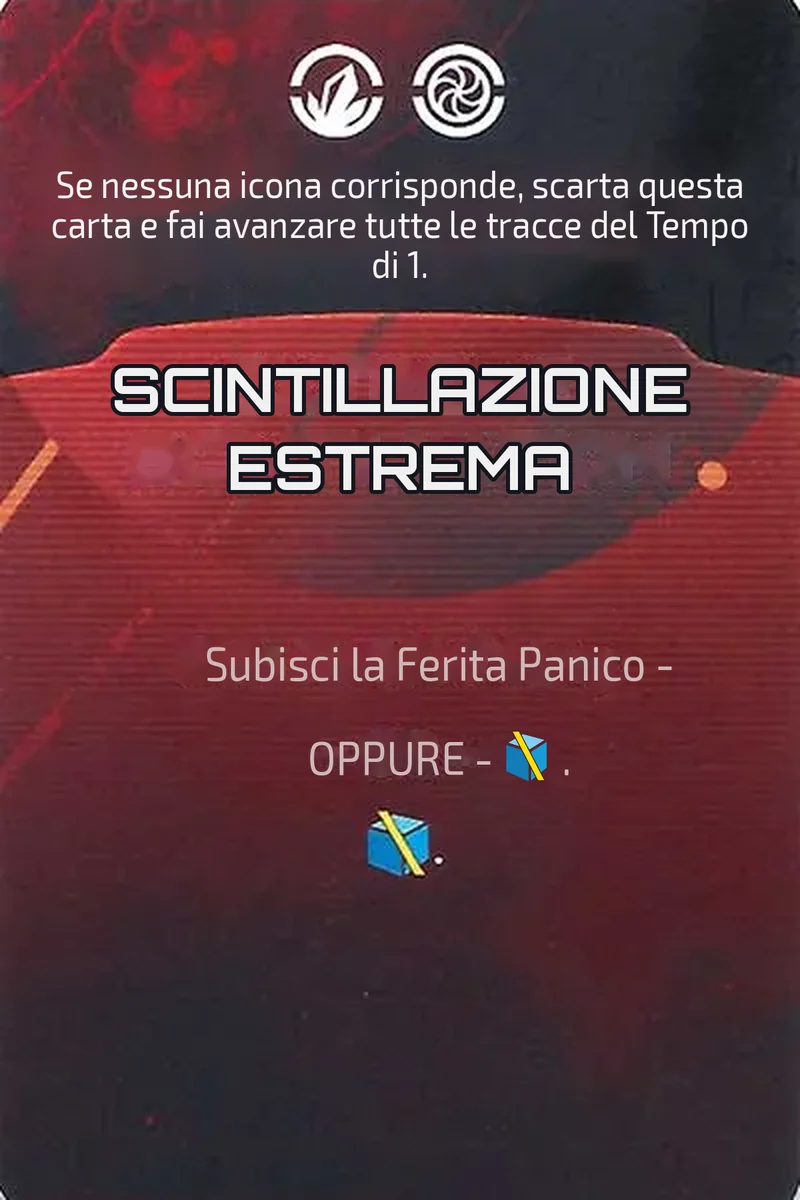 Se nessuna icona corrisponde, scarta questa
carta e fai avanzare tutte le tracce del Tempo
di 1.
SCINTILLAZIONE
ESTREMA
Subisci la Ferita Panico -
OPPURE - .
.